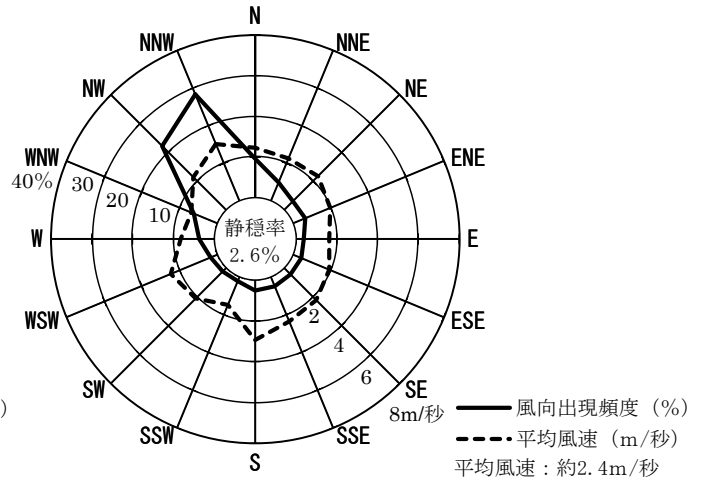 N
NNW
NNE
NW
NE
WNW
ENE
40%
30
20
10
静穏率
2.6%
W
E
WSW
ESE
2
4
6
SW
SE
8m/秒
SSW
SSE
S
)
風向出現頻度 (%)
平均風速 (m/秒)
平均風速:約2.4m/秒